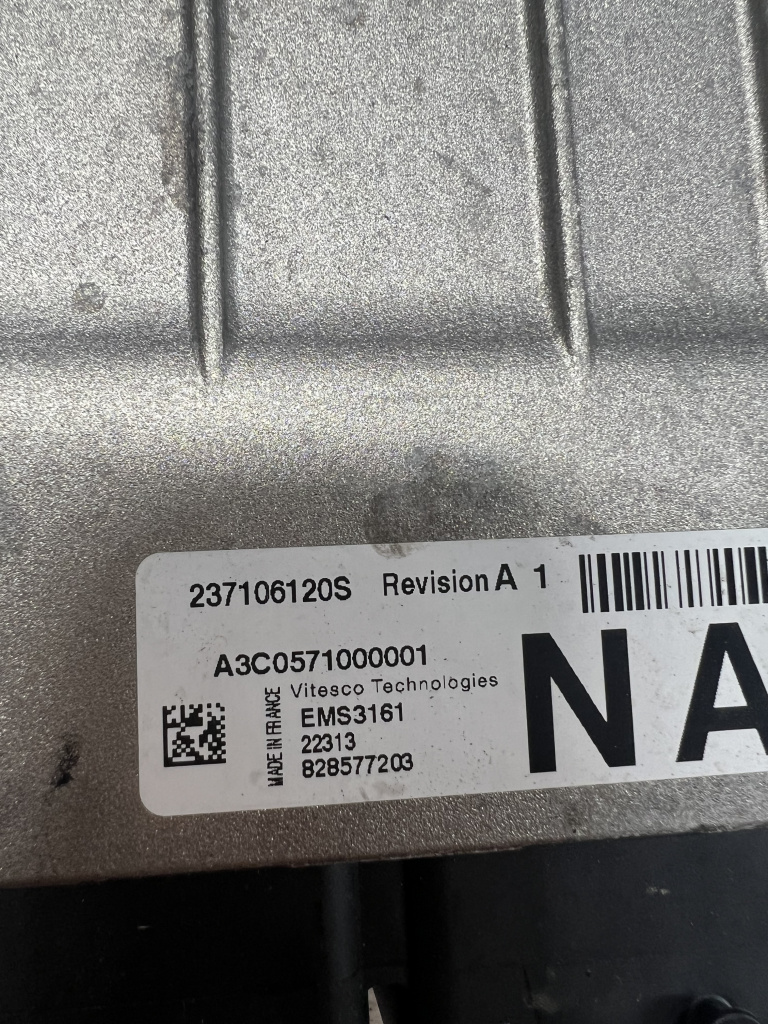 237106120S Revision A 1
A3C0571000001
Vitesco Technologies
MADE IN FRANCE
EMS3161
22313
828577203
NA